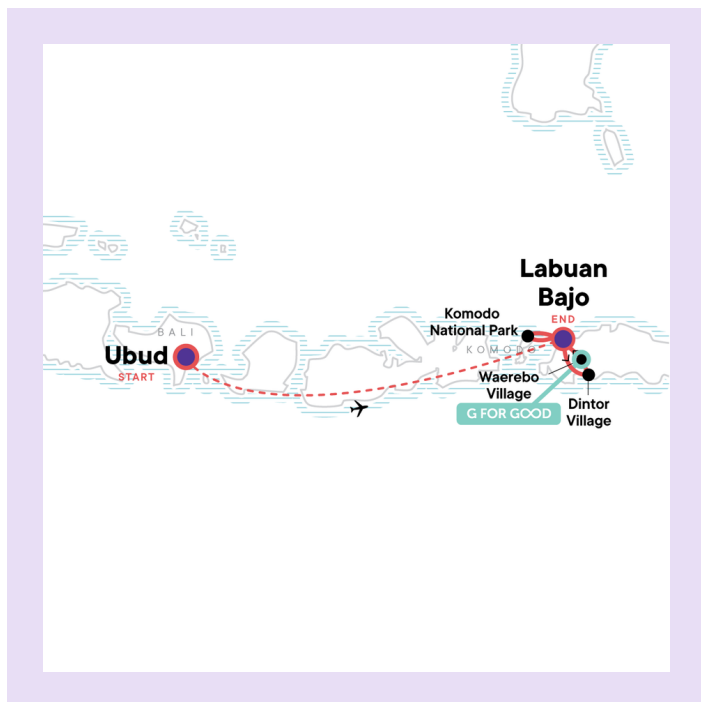 Labuan
Bajo
END
Komodo
National Park
BALI
KOMODO
Ubud
START
Waerebo
Village
G FOR GOOD
Dintor
Village